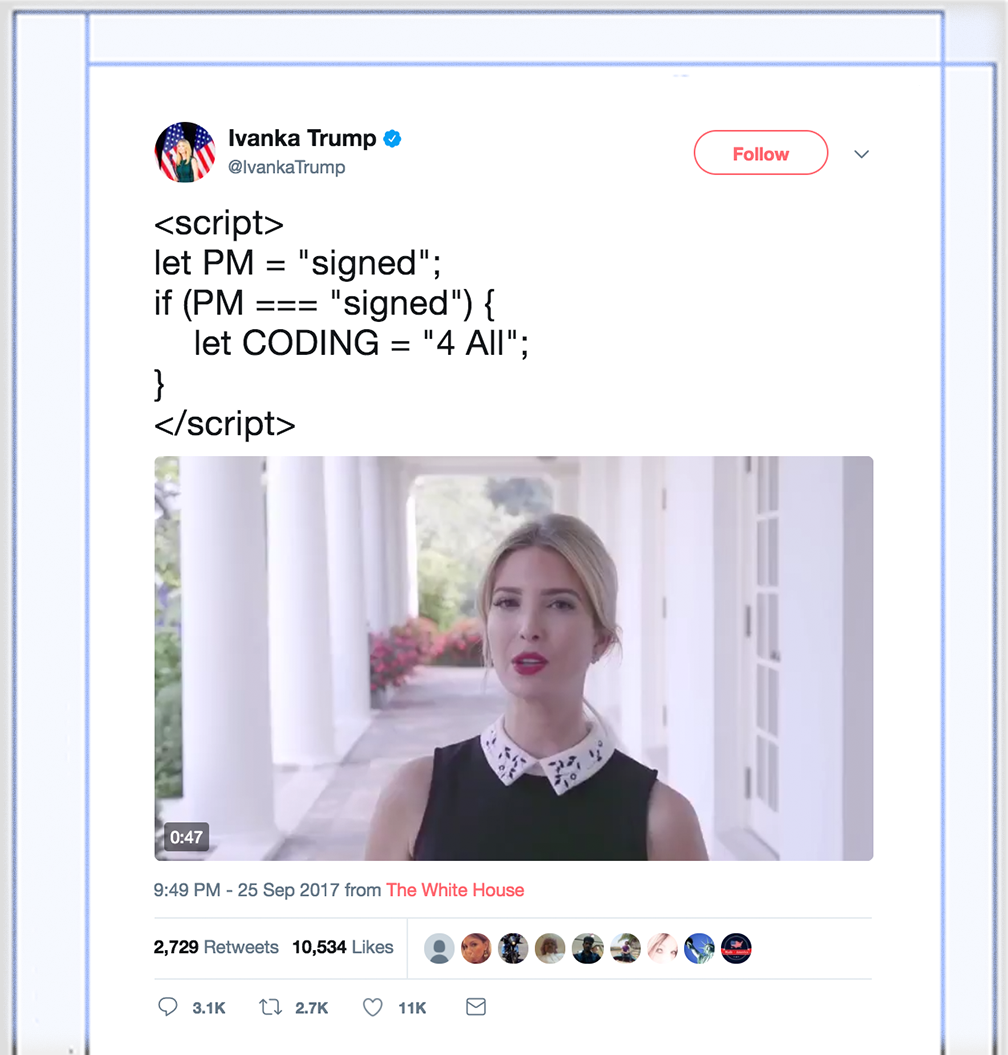 Ivanka Trump
@IvankaTrump
Follow
<script>
let PM = "signed";
if (PM === "signed") {
let CODING = "4 All";
}
</script>
0:47
9:49 PM - 25 Sep 2017 from The White House
2,729 Retweets 10,534 Likes
3.1K 2.7K 11K